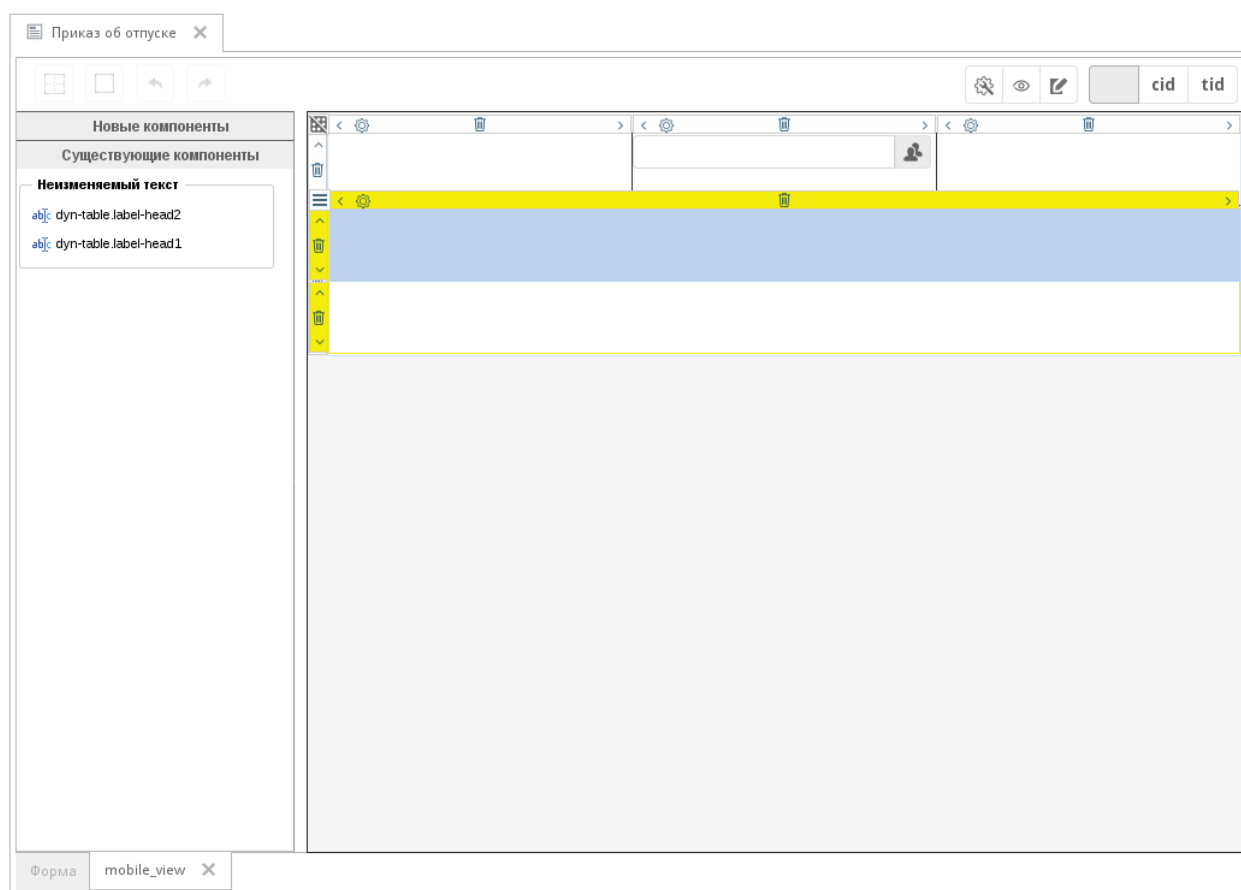 Приказ об отпуске
cid tid
Новые компоненты
Существующие компоненты
Неизменяемый текст
dyn-table.label-head2
dyn-table.label-head1
Форма mobile_view